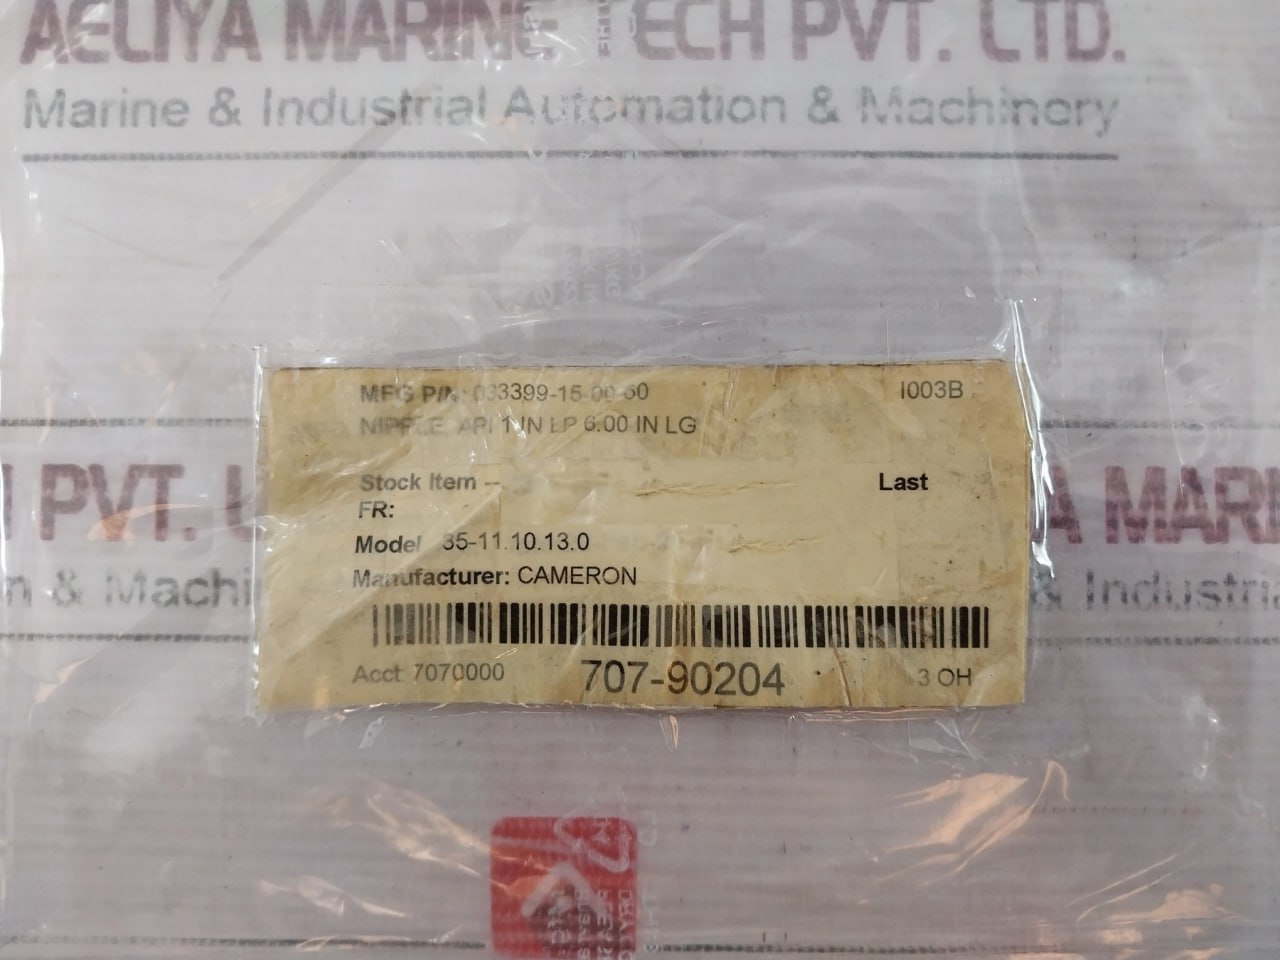 AELIYA MARINE TECH PVT. LTD.
Marine & Industrial Automation & Machinery
MFG P/N: 033399-15-00-60 I003B
NIPPLE, API 1 IN LP 6.00 IN LG
Stock Item -- Last
FR:
Model 35-11.10.13.0
Manufacturer: CAMERON
Acct: 7070000 707-90204 3 OH
PVT.
& Machi
MARI
& Industri